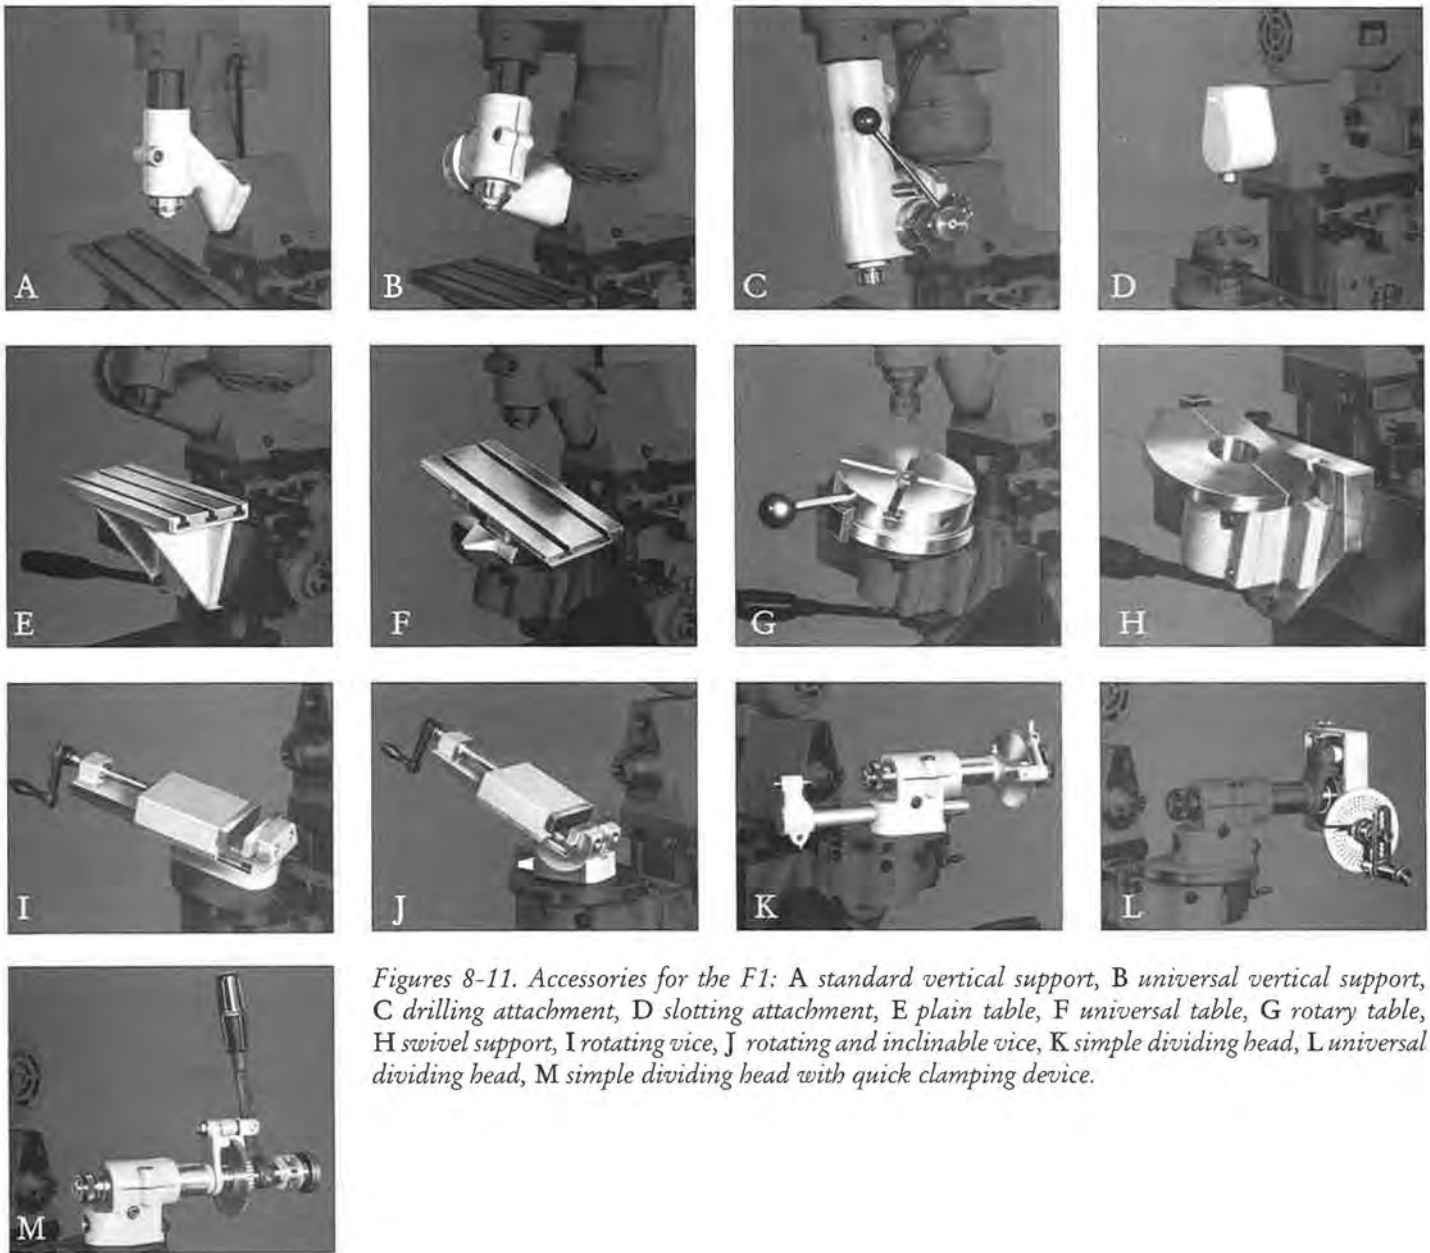 A
B
C
D
E
F
G
H
I
J
K
L
M
Figures 8-11. Accessories for the F1: A standard vertical support, B universal vertical support,
C drilling attachment, D slotting attachment, E plain table, F universal table, G rotary table,
H swivel support, I rotating vice, J rotating and inclinable vice, K simple dividing head, L universal
dividing head, M simple dividing head with quick clamping device.